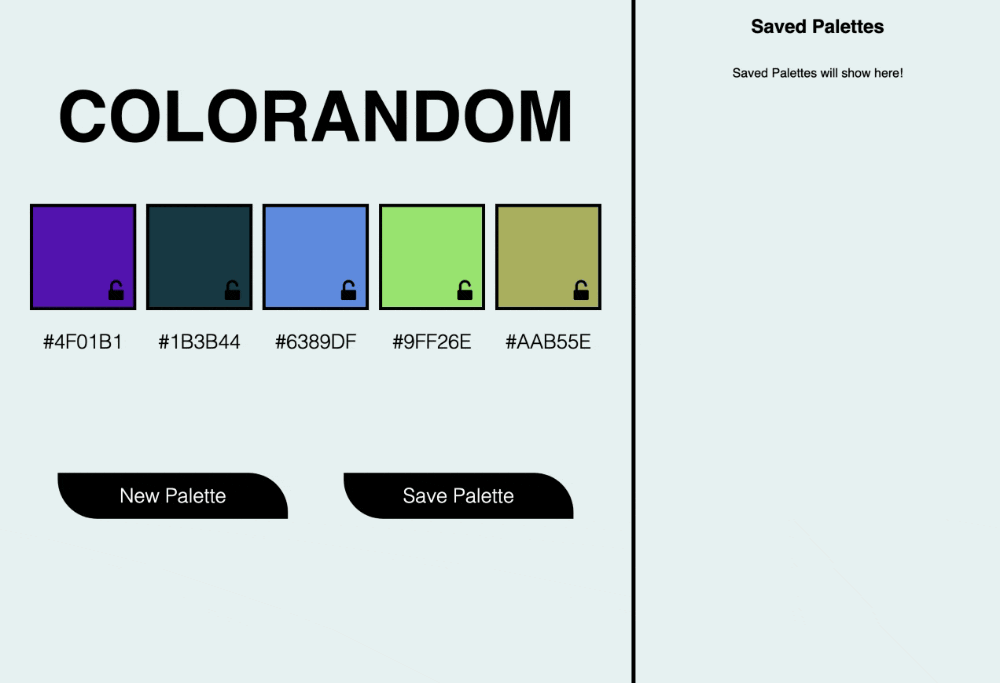 COLORANDOM
#4F01B1 #1B3B44 #6389DF #9FF26E #AAB55E
New Palette Save Palette
Saved Palettes
Saved Palettes will show here!